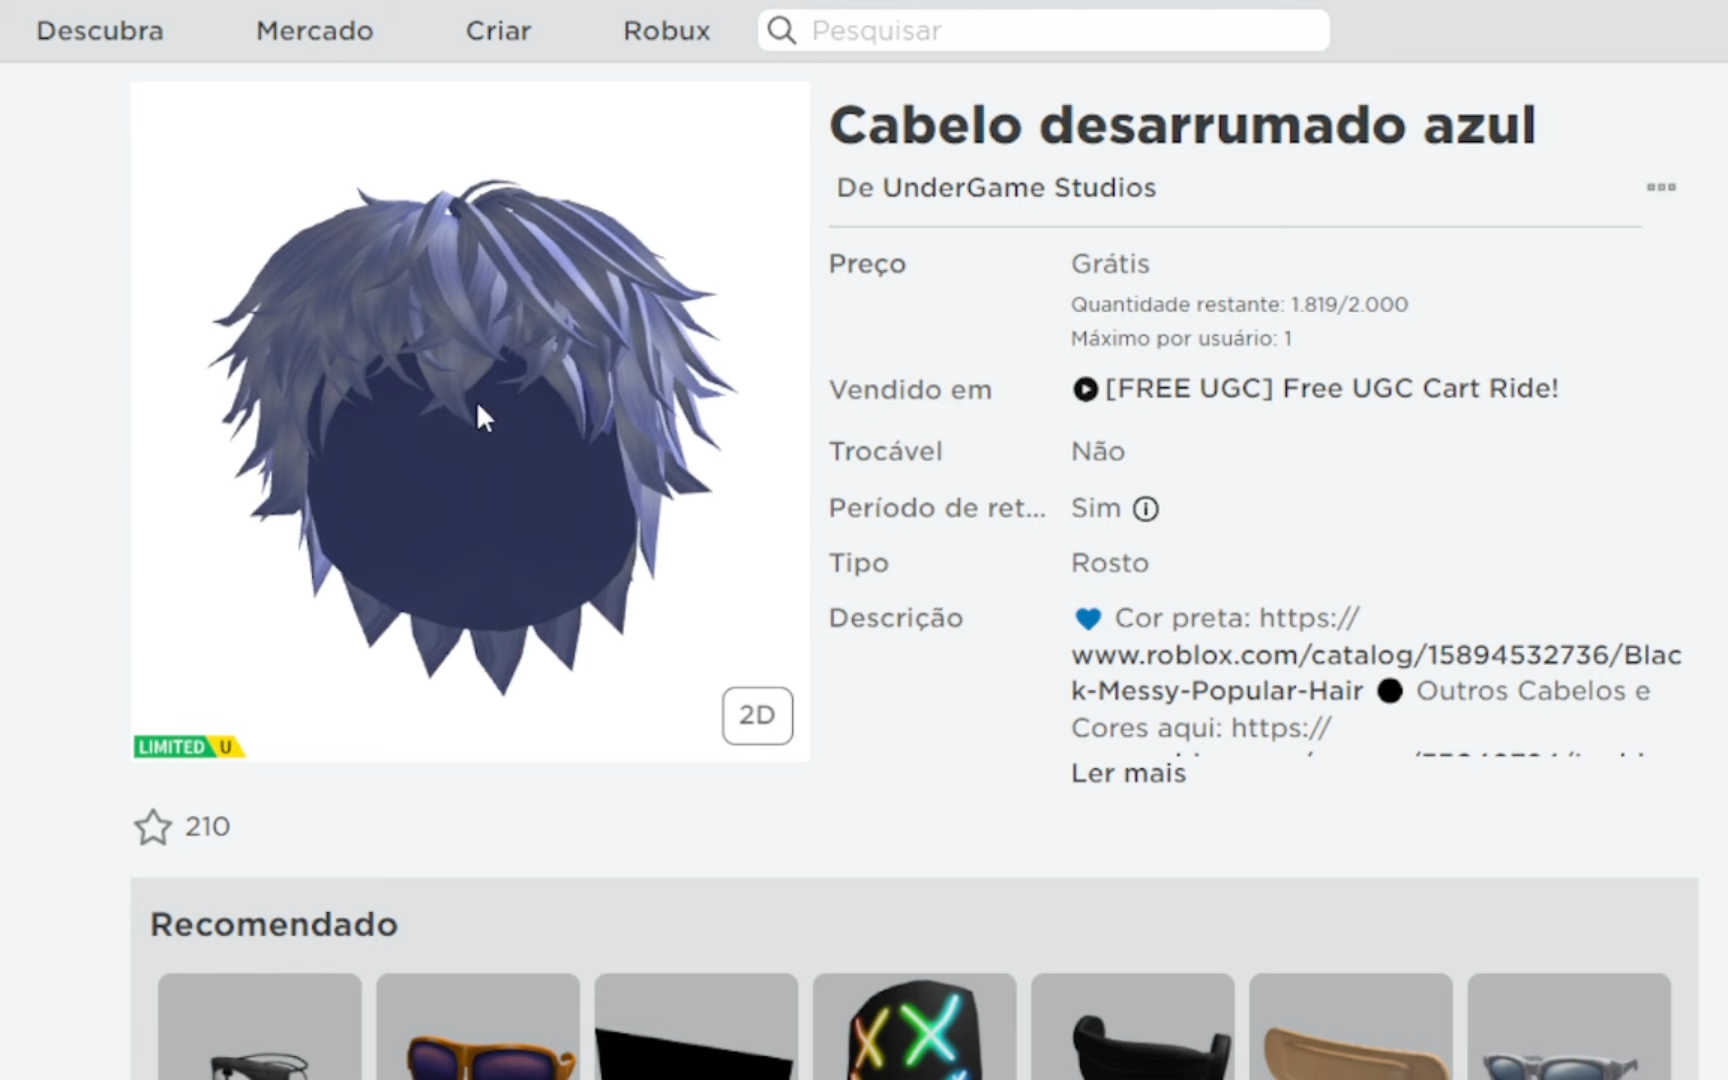 Descubra Mercado Criar Robux Pesquisar
Cabelo desarrumado azul
De UnderGame Studios
Preço Grátis
Quantidade restante: 1.819/2.000
Máximo por usuário: 1
Vendido em [FREE UGC] Free UGC Cart Ride!
Trocável Não
Período de ret... Sim
Tipo Rosto
Descrição 💙 Cor preta: https://
www.roblox.com/catalog/15894532736/Blac
k-Messy-Popular-Hair ⚫ Outros Cabelos e
Cores aqui: https://
Ler mais
2D
LIMITED U
210
Recomendado